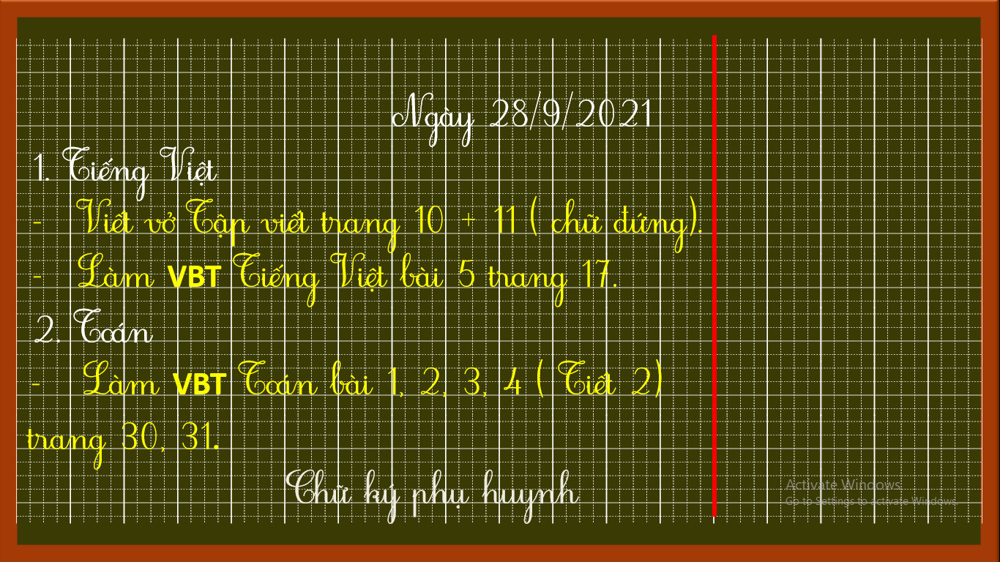 Ngày 28/9/2021
1. Tiếng Việt
- Viết vở Tập viết trang 10 + 11 ( chữ đứng).
- Làm VBT Tiếng Việt bài 5 trang 17.
2. Toán
- Làm VBT Toán bài 1, 2, 3, 4 ( Tiết 2)
trang 30, 31.
Chữ ký phụ huynh
Activate Windows
Go to Settings to activate Windows.